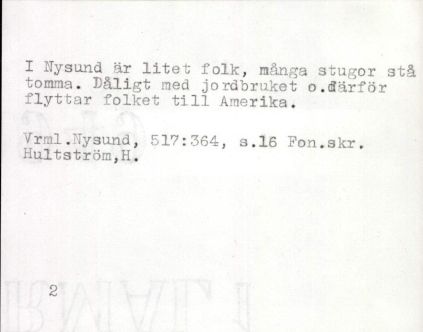 I Nysund är litet folk, många stugor stå
tomma. Dåligt med jordbruket o.därför
flyttar folket till Amerika.
Vrml.Nysund, 517:364, s.16 Fon.skr.
Hultström,H.
2